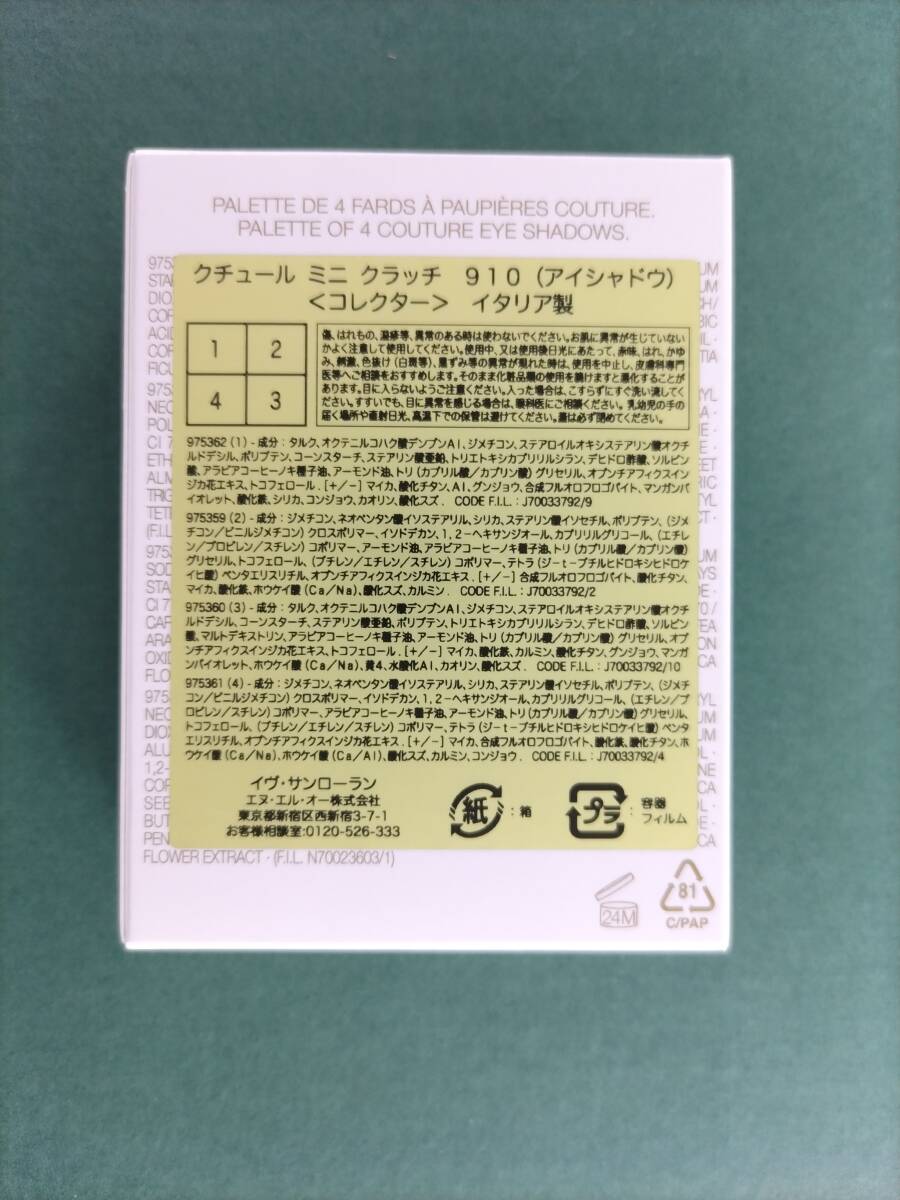 PALETTE DE 4 FARDS À PAUPIÈRES COUTURE.
PALETTE OF 4 COUTURE EYE SHADOWS.
クチュール ミニ クラッチ 910（アイシャドウ）
＜コレクター＞ イタリア製
1 2
4 3
傷、はれもの、湿疹等、異常のある時は使わないでください。お肌に異常が生じていない
かよく注意して使用してください。使用中、又は使用後日光にあたって、赤味、はれ、かゆ
み、刺激、色抜け（白斑等）、黒ずみ等の異常が現れた時は、使用を中止し、皮膚科専門
医等へご相談をおすすめします。そのまま化粧品類の使用を続けますと悪化することが
あります。目に入らないようご注意ください。入った場合は、こすらずにすぐ洗い流してく
ださい。すすいでも、目に異常を感じる場合は、眼科医にご相談ください。乳幼児の手の
届く場所や直射日光、高温下での保管は避けてください。蓋は必ず閉めてください。
975362（1）- 成分：タルク、オクテニルコハク酸デンプンAl、ジメチコン、ステアロイルオキシステアリン酸オクチ
ルドデシル、ポリブテン、コーンスターチ、ステアリン酸亜鉛、トリエトキシカプリリルシラン、デヒドロ酢酸、ソルビン
酸、アラビアコーヒーノキ種子油、アーモンド油、トリ（カプリル酸/カプリン酸）グリセリル、オプンチアフィクスイン
ジカ花エキス、トコフェロール . [＋/－] マイカ、酸化チタン、Al、グンジョウ、合成フルオロフロゴパイト、マンガンバ
イオレット、酸化鉄、シリカ、コンジョウ、カオリン、酸化スズ . CODE F.I.L. : J70033792/9
975359（2）- 成分：ジメチコン、ネオペンタン酸イソステアリル、シリカ、ステアリン酸イソセチル、ポリブテン、（ジメ
チコン/ビニルジメチコン）クロスポリマー、イソドデカン、1，2－ヘキサンジオール、カプリリルグリコール、（エチレ
ン/プロピレン/スチレン）コポリマー、アーモンド油、アラビアコーヒーノキ種子油、トリ（カプリル酸/カプリン酸）
グリセリル、トコフェロール、（ブチレン/エチレン/スチレン）コポリマー、テトラ（ジ－t－ブチルヒドロキシヒドロケ
イヒ酸）ペンタエリスリチル、オプンチアフィクスインジカ花エキス . [＋/－] 合成フルオロフロゴパイト、酸化チタン、
マイカ、酸化鉄、ホウケイ酸（Ca/Na）、酸化スズ、カルミン . CODE F.I.L. : J70033792/2
975360（3）- 成分：タルク、オクテニルコハク酸デンプンAl、ジメチコン、ステアロイルオキシステアリン酸オクチ
ルドデシル、コーンスターチ、ステアリン酸亜鉛、ポリブテン、トリエトキシカプリリルシラン、デヒドロ酢酸、ソルビン
酸、マルトデキストリン、アラビアコーヒーノキ種子油、アーモンド油、トリ（カプリル酸/カプリン酸）グリセリル、オプ
ンチアフィクスインジカ花エキス、トコフェロール . [＋/－] マイカ、酸化鉄、カルミン、酸化チタン、グンジョウ、マンガ
ンバイオレット、ホウケイ酸（Ca/Na）、黄4、水酸化Al、カオリン、酸化スズ . CODE F.I.L. : J70033792/10
975361（4）- 成分：ジメチコン、ネオペンタン酸イソステアリル、シリカ、ステアリン酸イソセチル、ポリブテン、（ジメチ
コン/ビニルジメチコン）クロスポリマー、イソドデカン、1，2－ヘキサンジオール、カプリリルグリコール、（エチレン/プ
ロピレン/スチレン）コポリマー、アラビアコーヒーノキ種子油、アーモンド油、トリ（カプリル酸/カプリン酸）グリセリル、
トコフェロール、（ブチレン/エチレン/スチレン）コポリマー、テトラ（ジ－t－ブチルヒドロキシヒドロケイヒ酸）ペンタ
エリスリチル、オプンチアフィクスインジカ花エキス . [＋/－] マイカ、合成フルオロフロゴパイト、酸化鉄、酸化チタン、ホ
ウケイ酸（Ca/Na）、ホウケイ酸（Ca/Al）、酸化スズ、カルミン、コンジョウ . CODE F.I.L. : J70033792/4
イヴ・サンローラン
エヌ・エル・オー株式会社
東京都新宿区西新宿3-7-1
お客様相談室:0120-526-333
紙 : 箱
プラ : 容器
フィルム
FLOWER EXTRACT · (F.I.L. N70023603/1)
24M
81
C/PAP